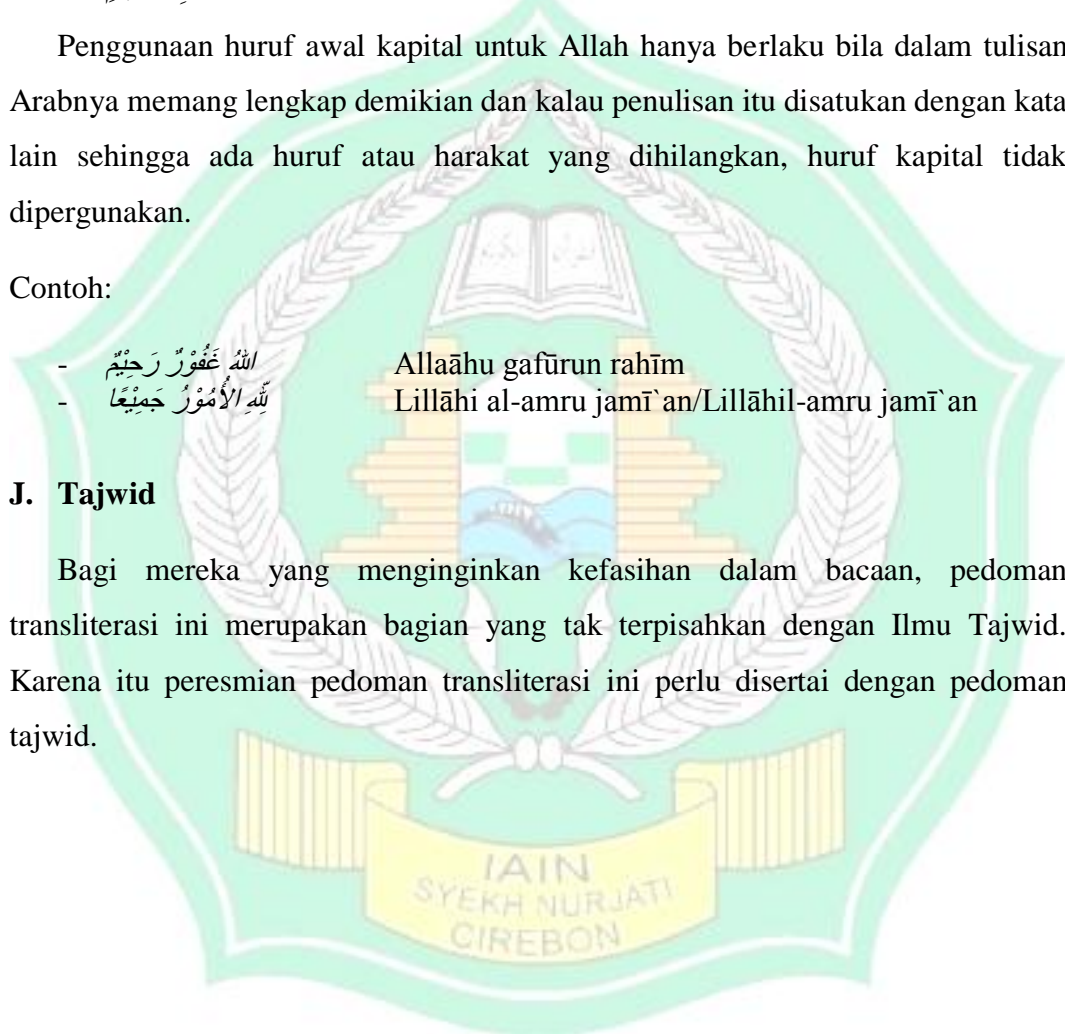 Penggunaan huruf awal kapital untuk Allah hanya berlaku bila dalam tulisan
Arabnya memang lengkap demikian dan kalau penulisan itu disatukan dengan kata
lain sehingga ada huruf atau harakat yang dihilangkan, huruf kapital tidak
dipergunakan.
Contoh:
- اللهُ غَفُوْرٌ رَحِيْمٌ Allaāhu gafūrun rahīm
- لِلّٰهِ الأُمُوْرُ جَمِيْعًا Lillāhi al-amru jamī`an/Lillāhil-amru jamī`an
J. Tajwid
Bagi mereka yang menginginkan kefasihan dalam bacaan, pedoman
transliterasi ini merupakan bagian yang tak terpisahkan dengan Ilmu Tajwid.
Karena itu peresmian pedoman transliterasi ini perlu disertai dengan pedoman
tajwid.
IAIN
SYEKH NURJATI
CIREBON